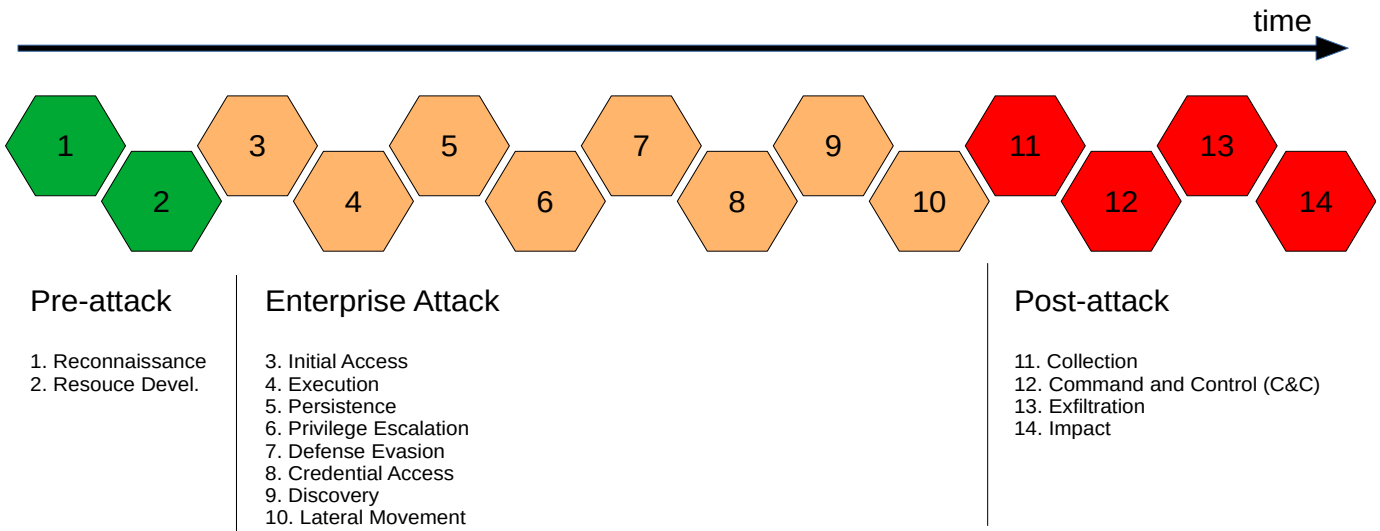 time
1
2
3
4
5
6
7
8
9
10
11
12
13
14
Pre-attack
1. Reconnaissance
2. Resouce Devel.
Enterprise Attack
3. Initial Access
4. Execution
5. Persistence
6. Privilege Escalation
7. Defense Evasion
8. Credential Access
9. Discovery
10. Lateral Movement
Post-attack
11. Collection
12. Command and Control (C&C)
13. Exfiltration
14. Impact